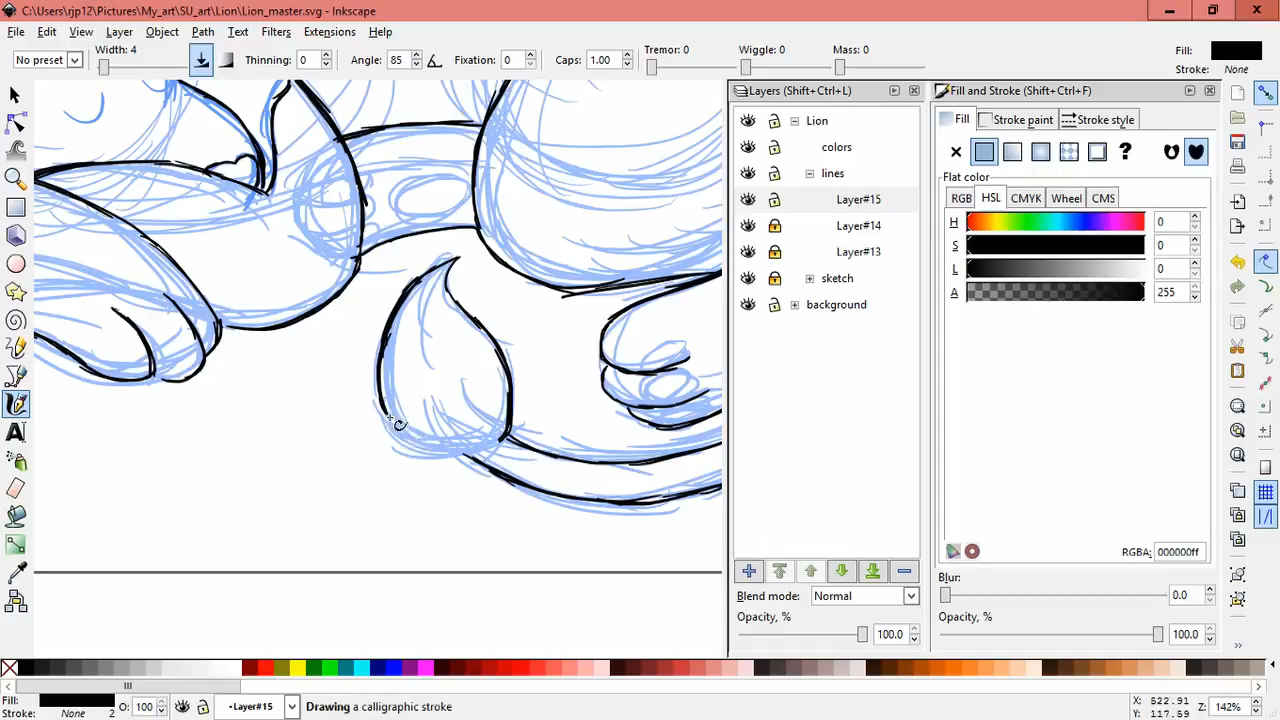 C:\Users\rjp12\Pictures\My_art\SU_art\Lion\Lion_master.svg - Inkscape
File Edit View Layer Object Path Text Filters Extensions Help
No preset Width: 4 Thinning: 0 Angle: 85 Fixation: 0 Caps: 1.00 Tremor: 0 Wiggle: 0 Mass: 0 Fill: Stroke: None
Layers (Shift+Ctrl+L) Fill and Stroke (Shift+Ctrl+F)
Lion
colors
lines
Layer#15
Layer#14
Layer#13
sketch
background
Fill Stroke paint Stroke style
?
Flat color
RGB HSL CMYK Wheel CMS
H 0
S 0
L 0
A 255
RGBA: 000000ff
Blend mode: Normal
Opacity, %
100.0
Blur:
0.0
Opacity, %
100.0
Fill:
Stroke: None 2 O: 100 •Layer#15 Drawing a calligraphic stroke X: 522.91
Y: 117.59 Z: 142%